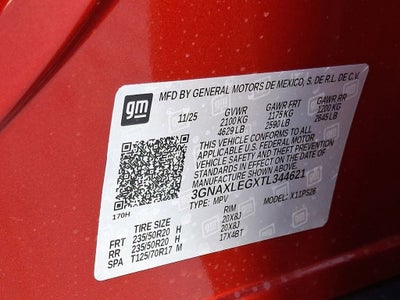 gm
MFD BY GENERAL MOTORS DE MEXICO, S. DE R.L. DE C.V.
11/25 GVWR GAWR FRT GAWR RR
2100 KG 1175 KG 1200 KG
4629 LB 2590 LB 2645 LB
THIS VEHICLE CONFORMS TO ALL
APPLICABLE U.S. FEDERAL MOTOR
VEHICLE SAFETY AND THEFT
PREVENTION STANDARDS IN
EFFECT ON THE DATE OF
MANUFACTURE SHOWN ABOVE.
3GNAXLEGXTL344621
170H TYPE: MPV MODEL: X11PS26
TIRE SIZE RIM
FRT 235/50R20 H 20X8J
RR 235/50R20 H 20X8J
SPA T125/70R17 M 17X4BT